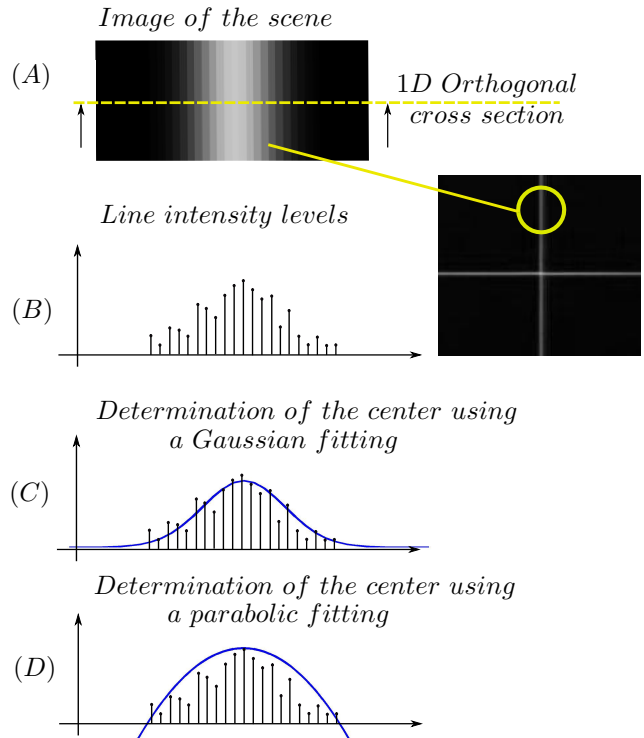 Image of the scene
(A)
1D Orthogonal
cross section
Line intensity levels
(B)
Determination of the center using
a Gaussian fitting
(C)
Determination of the center using
a parabolic fitting
(D)